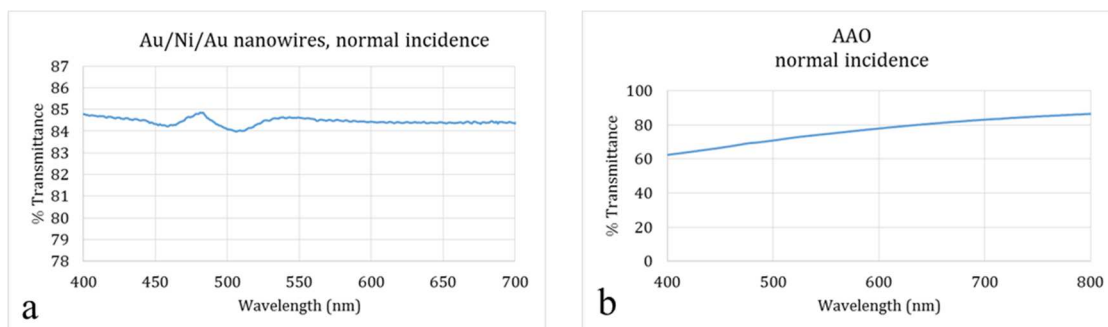 Au/Ni/Au nanowires, normal incidence
87
86
85
84
83
82
81
80
79
78
% Transmittance
400 450 500 550 600 650 700
Wavelength (nm)
a
AAO
normal incidence
100
80
60
40
20
0
% Transmittance
400 500 600 700 800
Wavelength (nm)
b